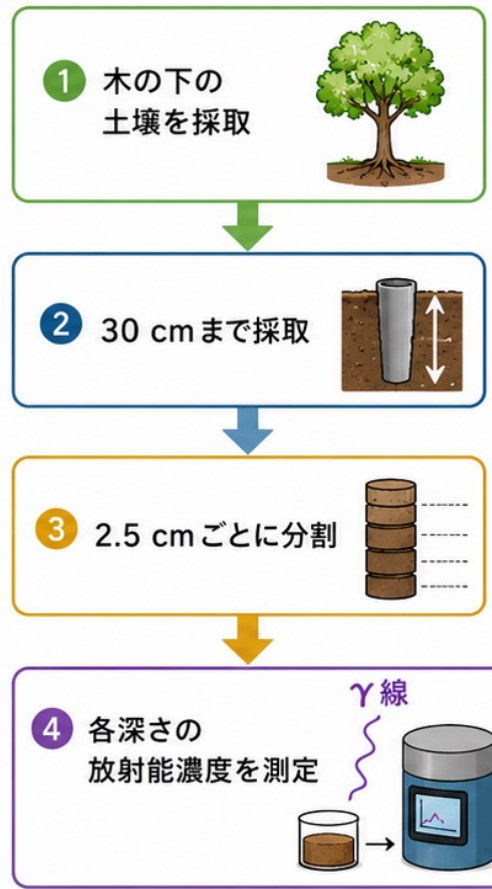 1 木の下の
土壌を採取
2 30 cmまで採取
3 2.5 cmごとに分割
γ線
4 各深さの
放射能濃度を測定